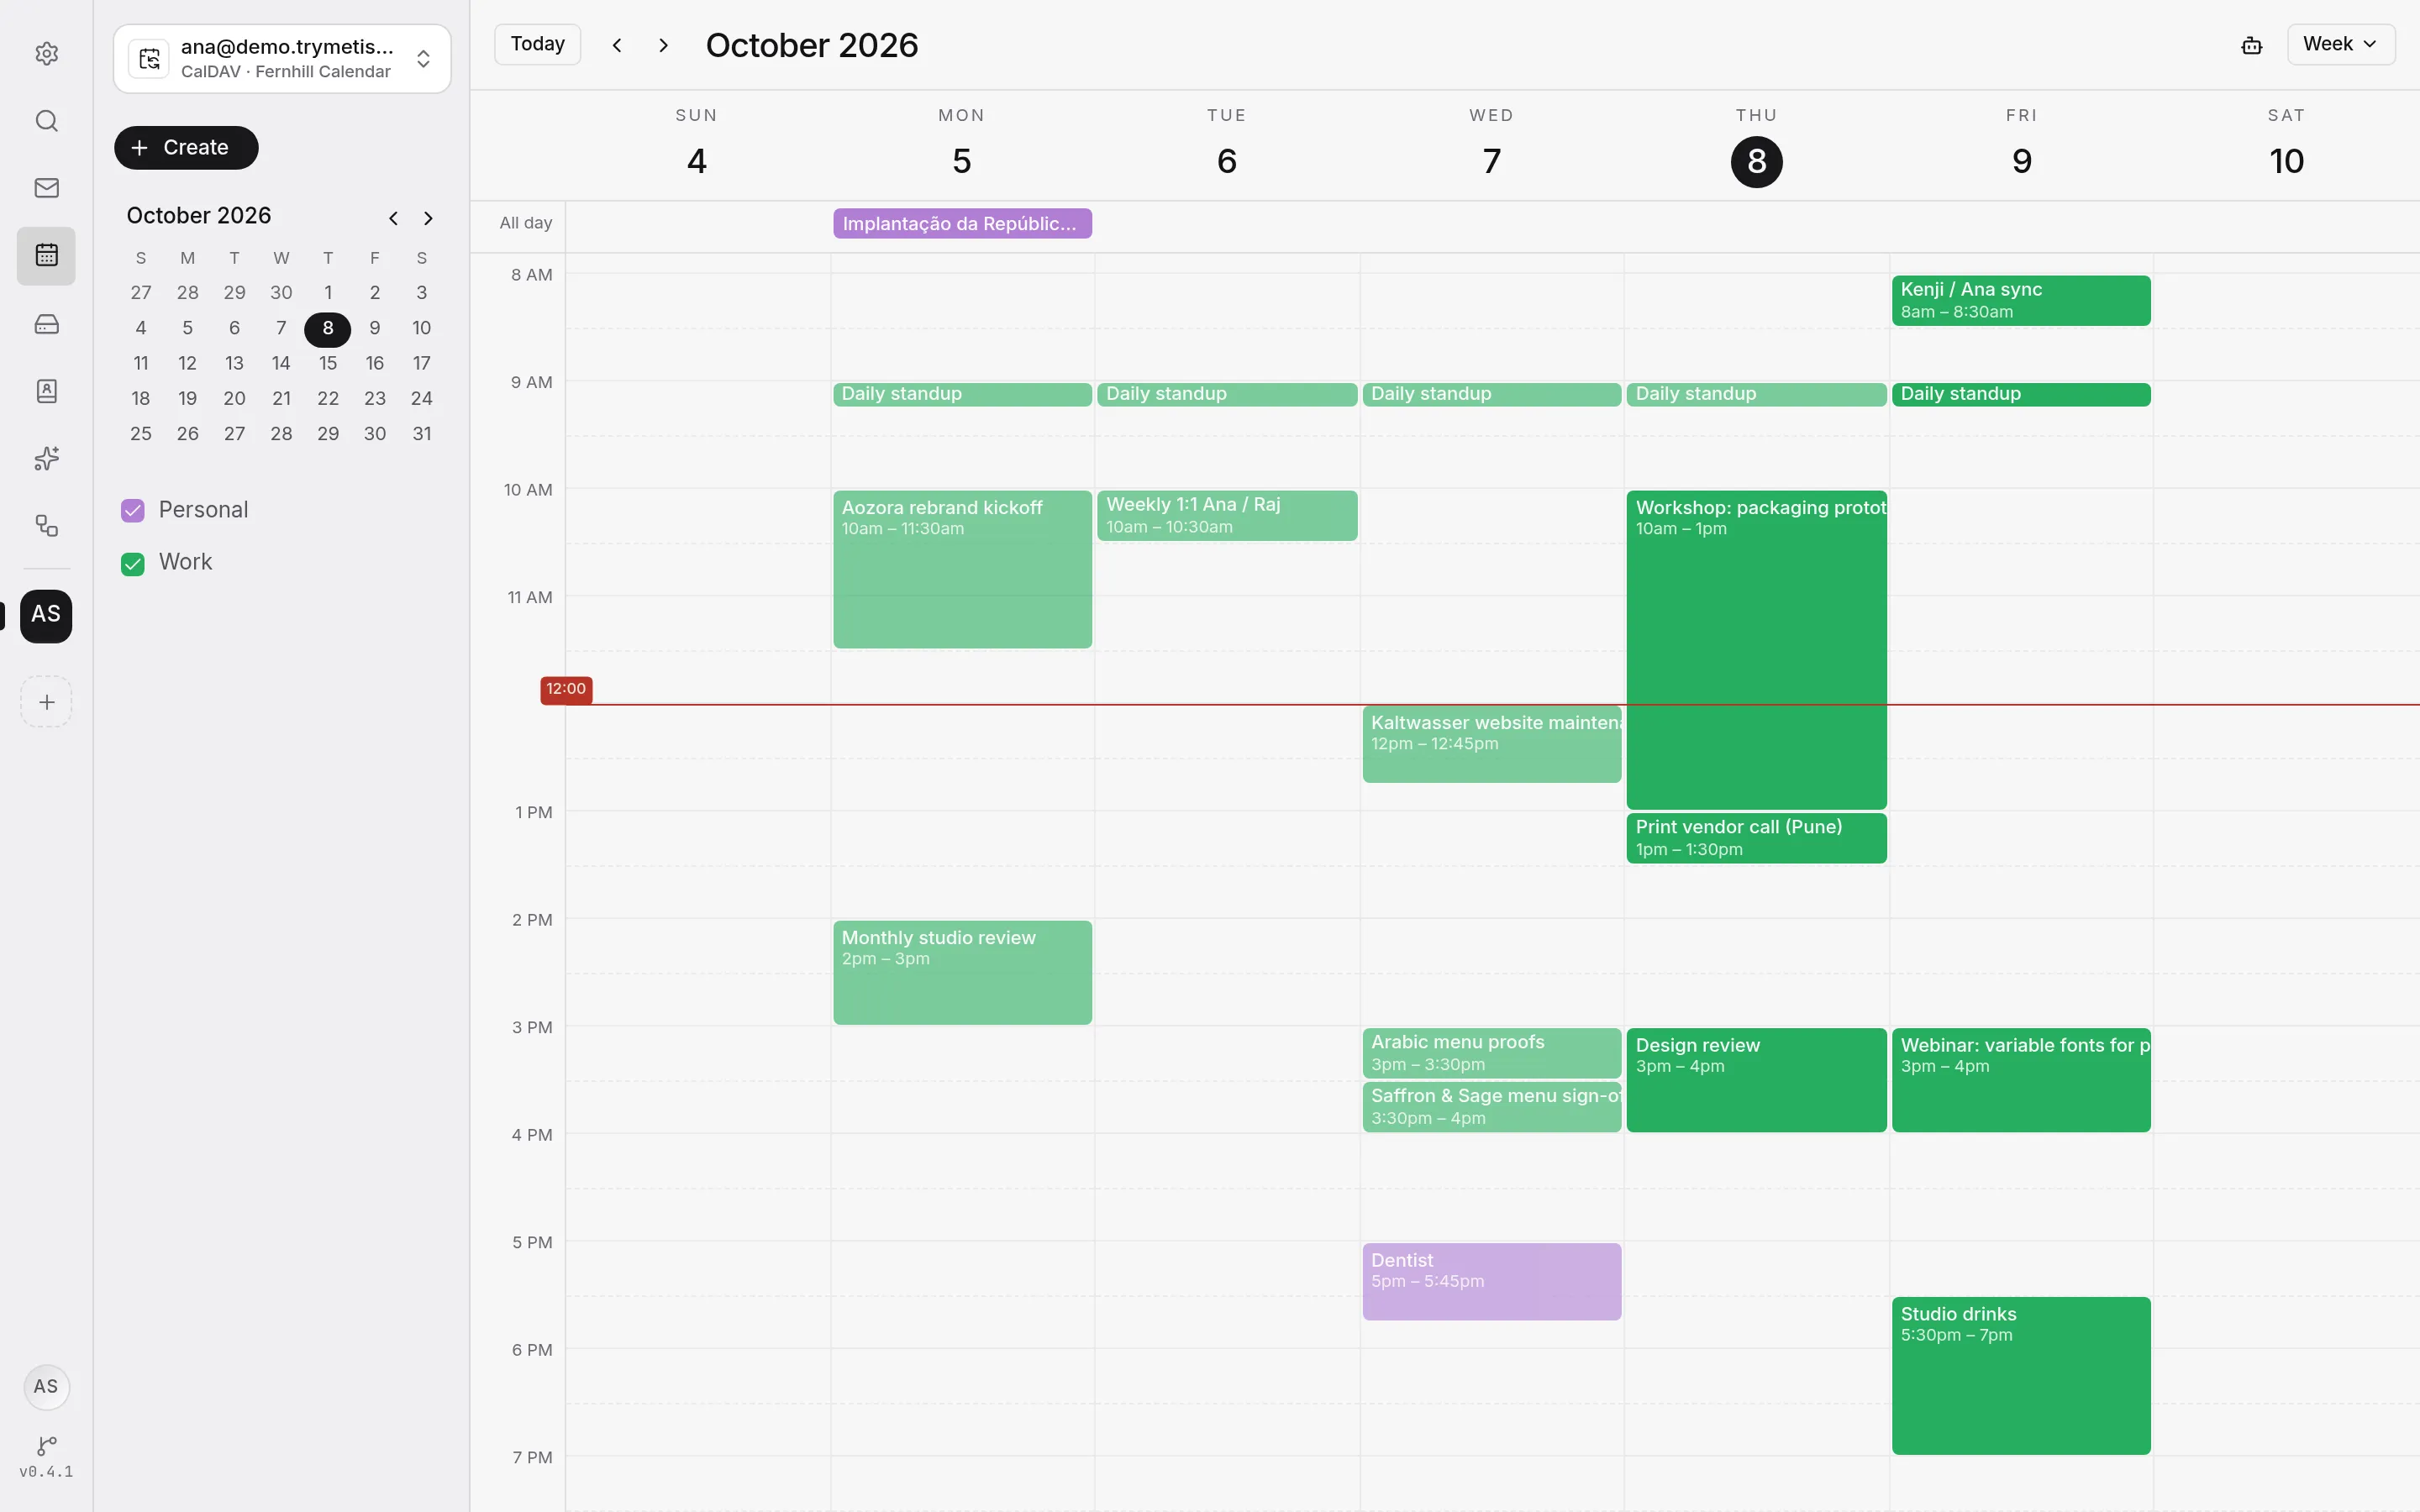 ana@demo.trymetis...
CalDAV · Fernhill Calendar
Create
October 2026
S M T W T F S
27 28 29 30 1 2 3
4 5 6 7 8 9 10
11 12 13 14 15 16 17
18 19 20 21 22 23 24
25 26 27 28 29 30 31
Personal
Work
AS
AS
v0.4.1
Today
October 2026
Week
SUN MON TUE WED THU FRI SAT
4 5 6 7 8 9 10
All day
Implantação da Repúblic...
8 AM
9 AM
10 AM
11 AM
12:00
1 PM
2 PM
3 PM
4 PM
5 PM
6 PM
7 PM
Daily standup
Aozora rebrand kickoff
10am – 11:30am
Monthly studio review
2pm – 3pm
Daily standup
Weekly 1:1 Ana / Raj
10am – 10:30am
Daily standup
Kaltwasser website maintena
12pm – 12:45pm
Arabic menu proofs
3pm – 3:30pm
Saffron & Sage menu sign-of
3:30pm – 4pm
Dentist
5pm – 5:45pm
Daily standup
Workshop: packaging protot
10am – 1pm
Print vendor call (Pune)
1pm – 1:30pm
Design review
3pm – 4pm
Kenji / Ana sync
8am – 8:30am
Daily standup
Webinar: variable fonts for p
3pm – 4pm
Studio drinks
5:30pm – 7pm